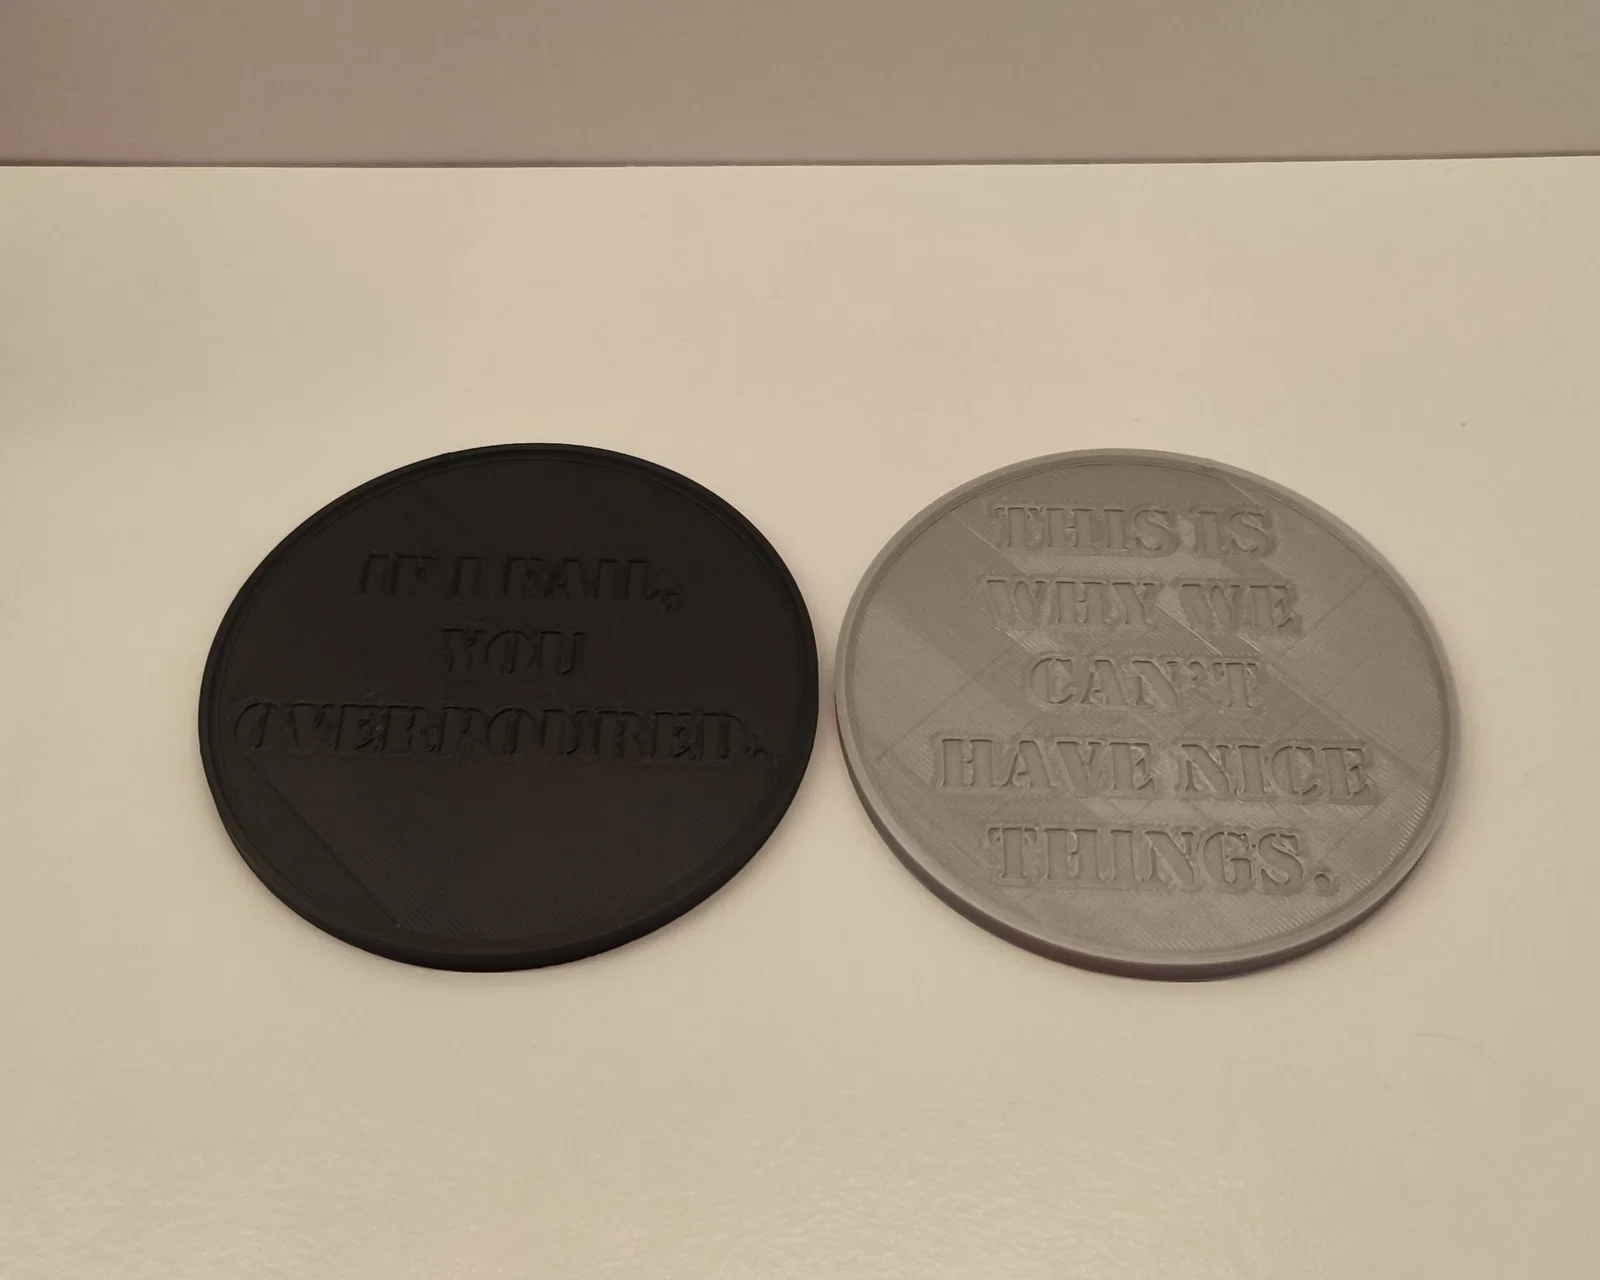 IF I FAIL,
YOU
OVERPOURED.
THIS IS
WHY WE
CAN'T
HAVE NICE
THINGS.